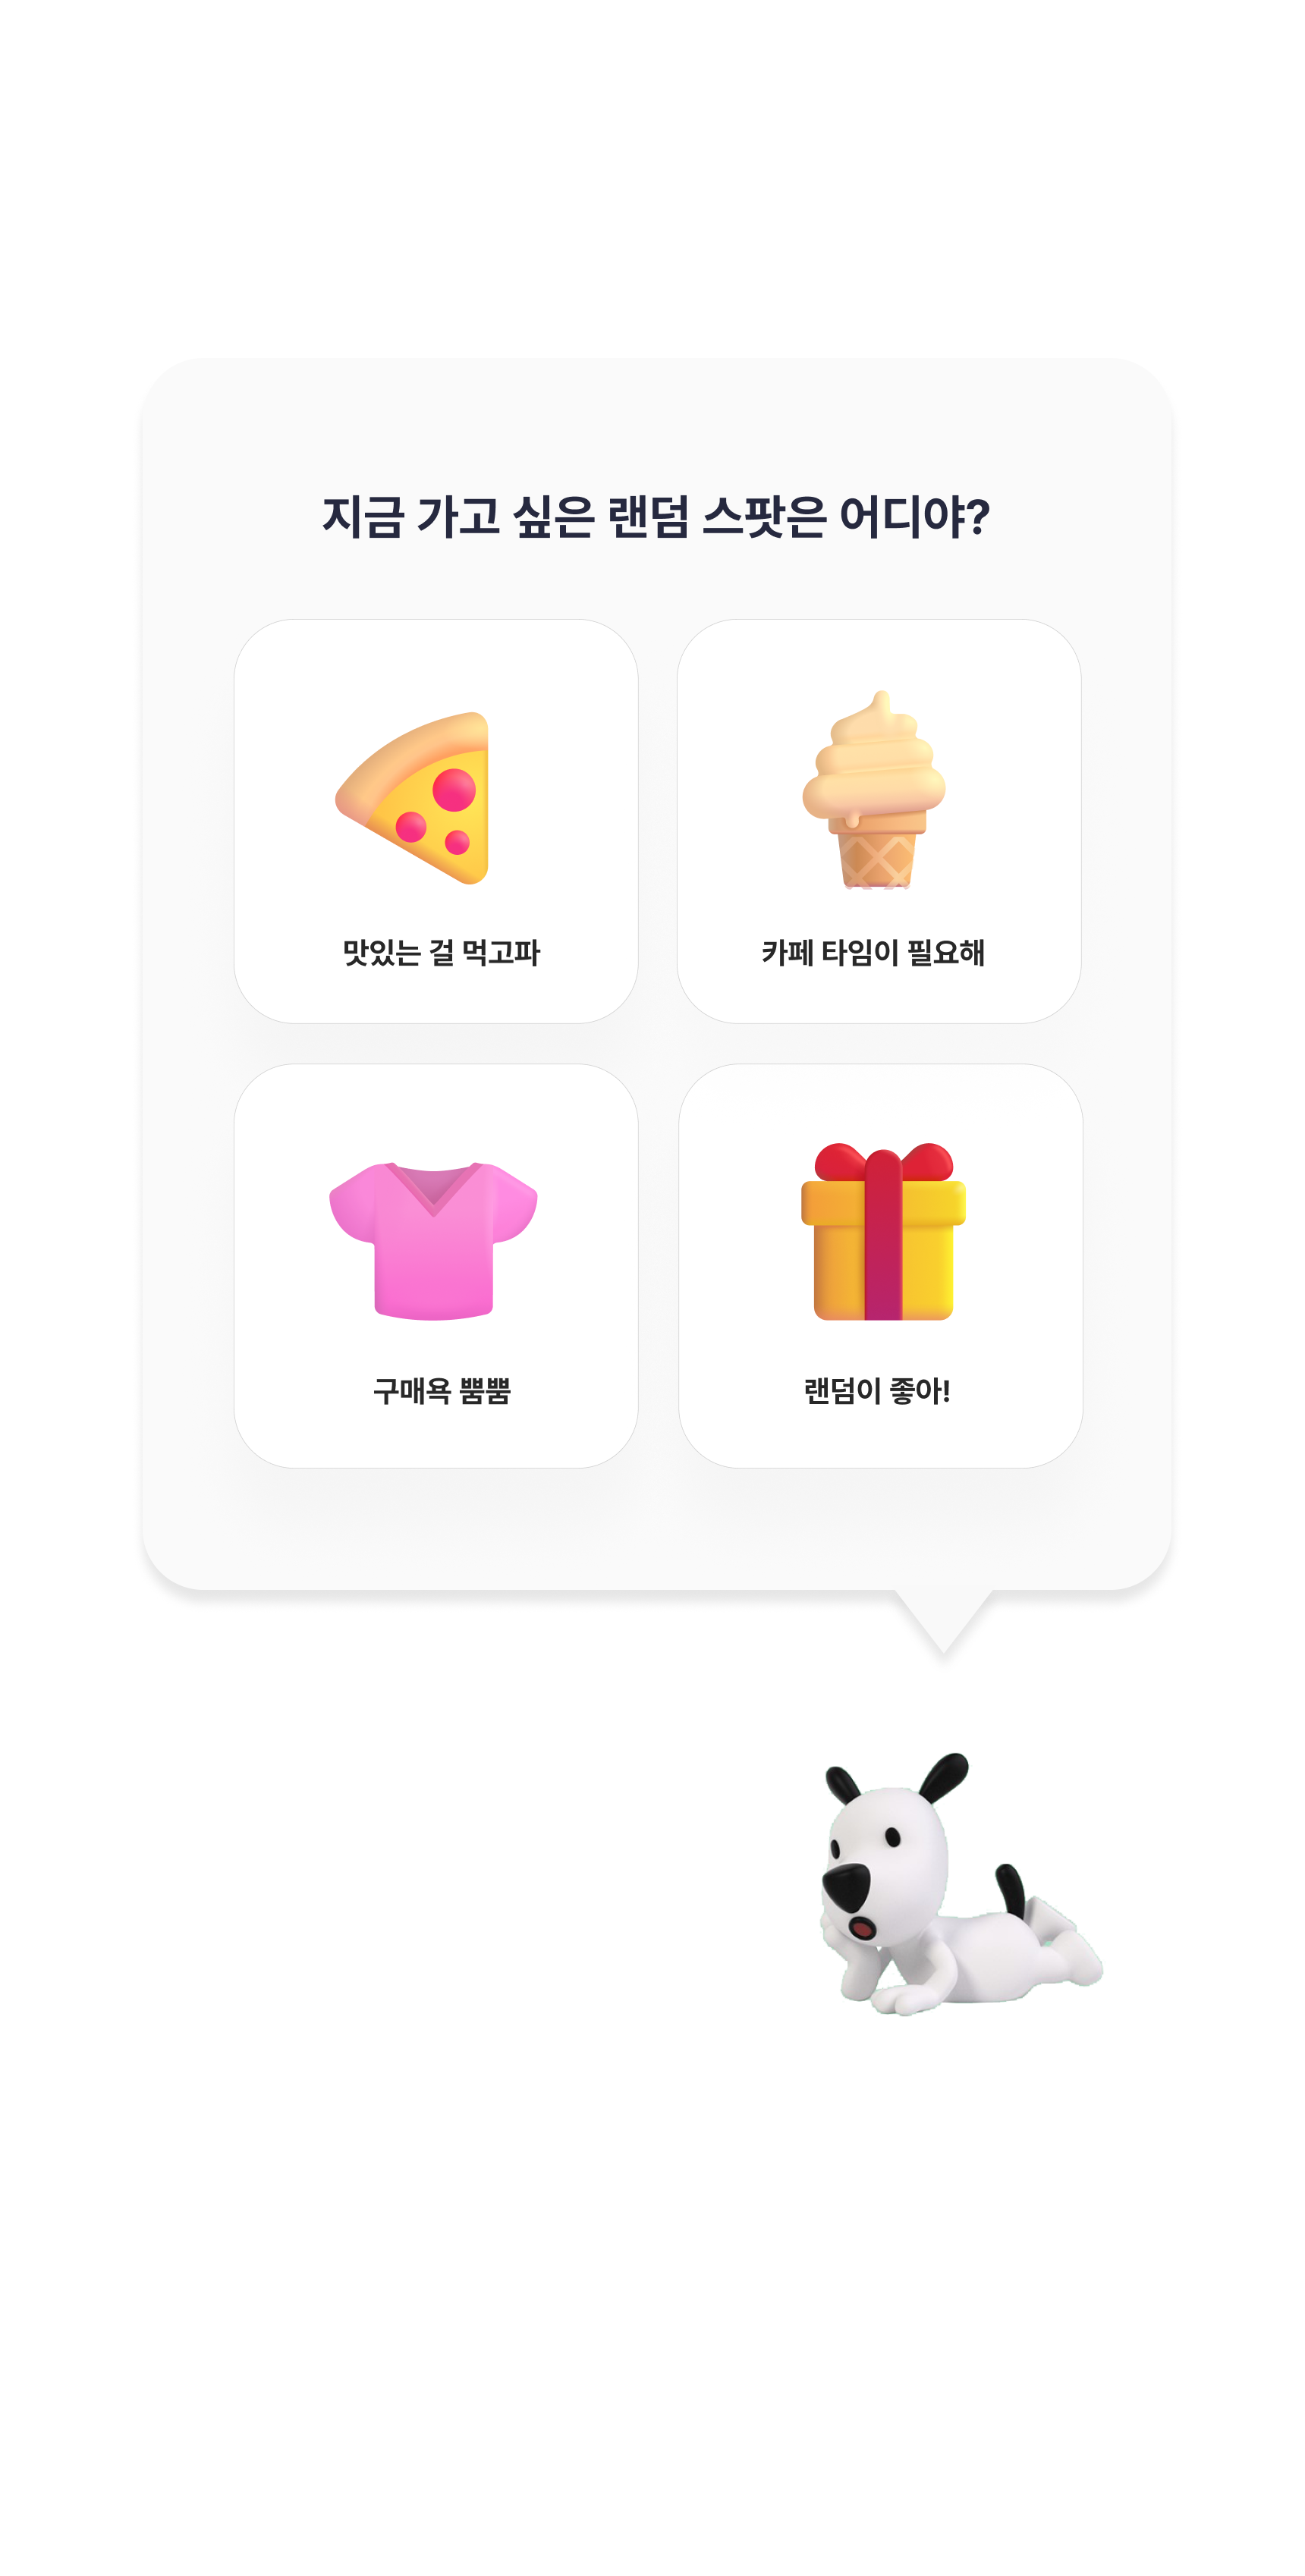 지금 가고 싶은 랜덤 스팟은 어디야?
맛있는 걸 먹고파
카페 타임이 필요해
구매욕 뿜뿜
랜덤이 좋아!